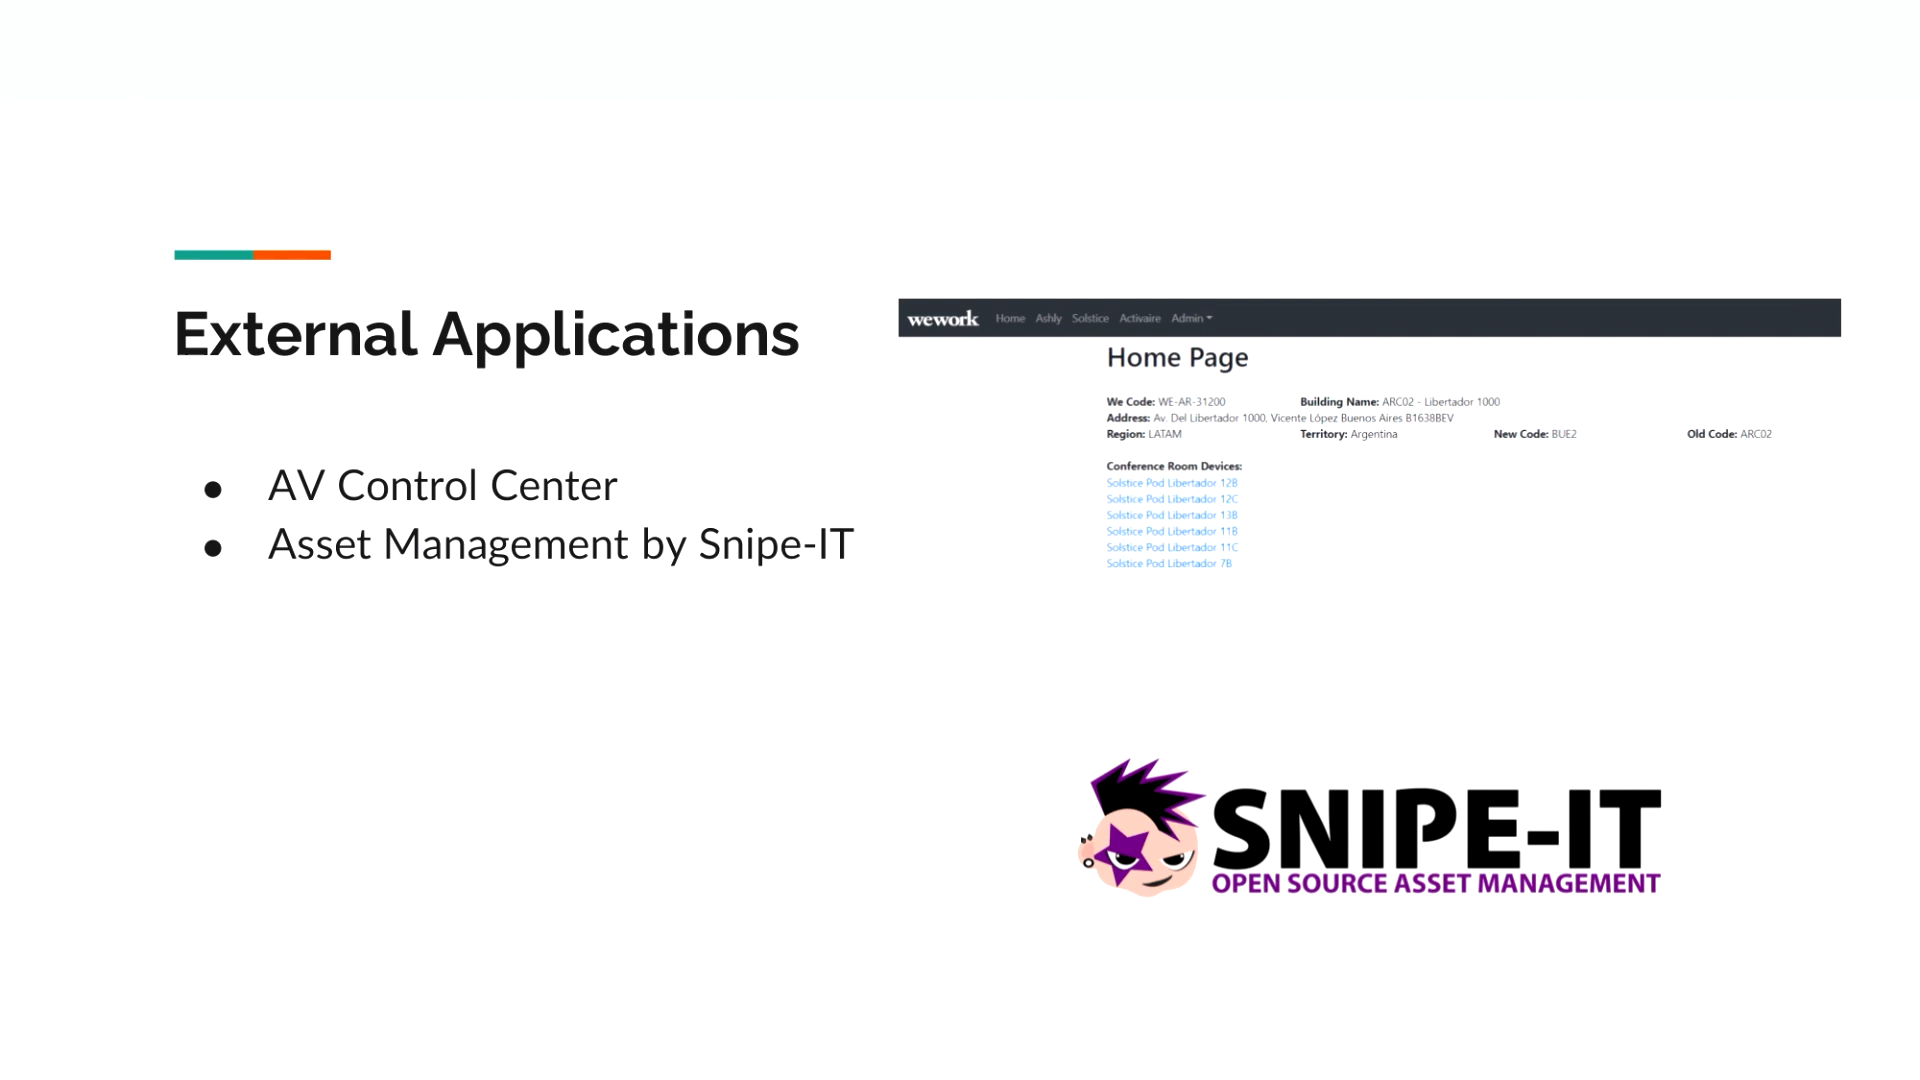 External Applications
● AV Control Center
● Asset Management by Snipe-IT
wework Home Ashly Solstice Activaire Admin
Home Page
We Code: WE-AR-31200 Building Name: ARC02 - Libertador 1000
Address: Av. Del Libertador 1000, Vicente López Buenos Aires B1638BEV
Region: LATAM Territory: Argentina New Code: BUE2 Old Code: ARC02
Conference Room Devices:
Solstice Pod Libertador 12B
Solstice Pod Libertador 12C
Solstice Pod Libertador 13B
Solstice Pod Libertador 11B
Solstice Pod Libertador 11C
Solstice Pod Libertador 7B
SNIPE-IT
OPEN SOURCE ASSET MANAGEMENT